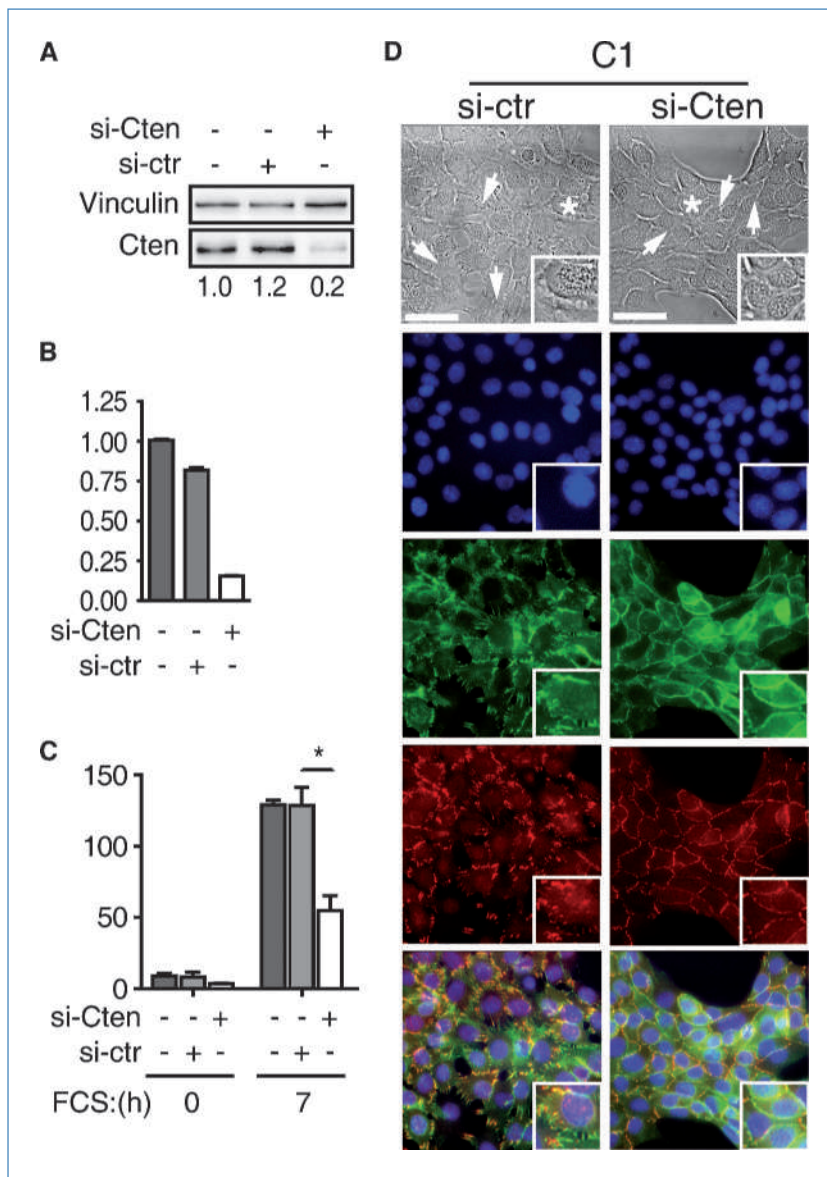 A
si-Cten - - +
si-ctr - + -
Vinculin
Cten
1.0 1.2 0.2
B
1.25
1.00
0.75
0.50
0.25
0.00
si-Cten - - +
si-ctr - + -
C
*
150
100
50
0
si-Cten - - + - - +
si-ctr - + - - + -
FCS:(h) 0 7
D
C1
si-ctr si-Cten
* *